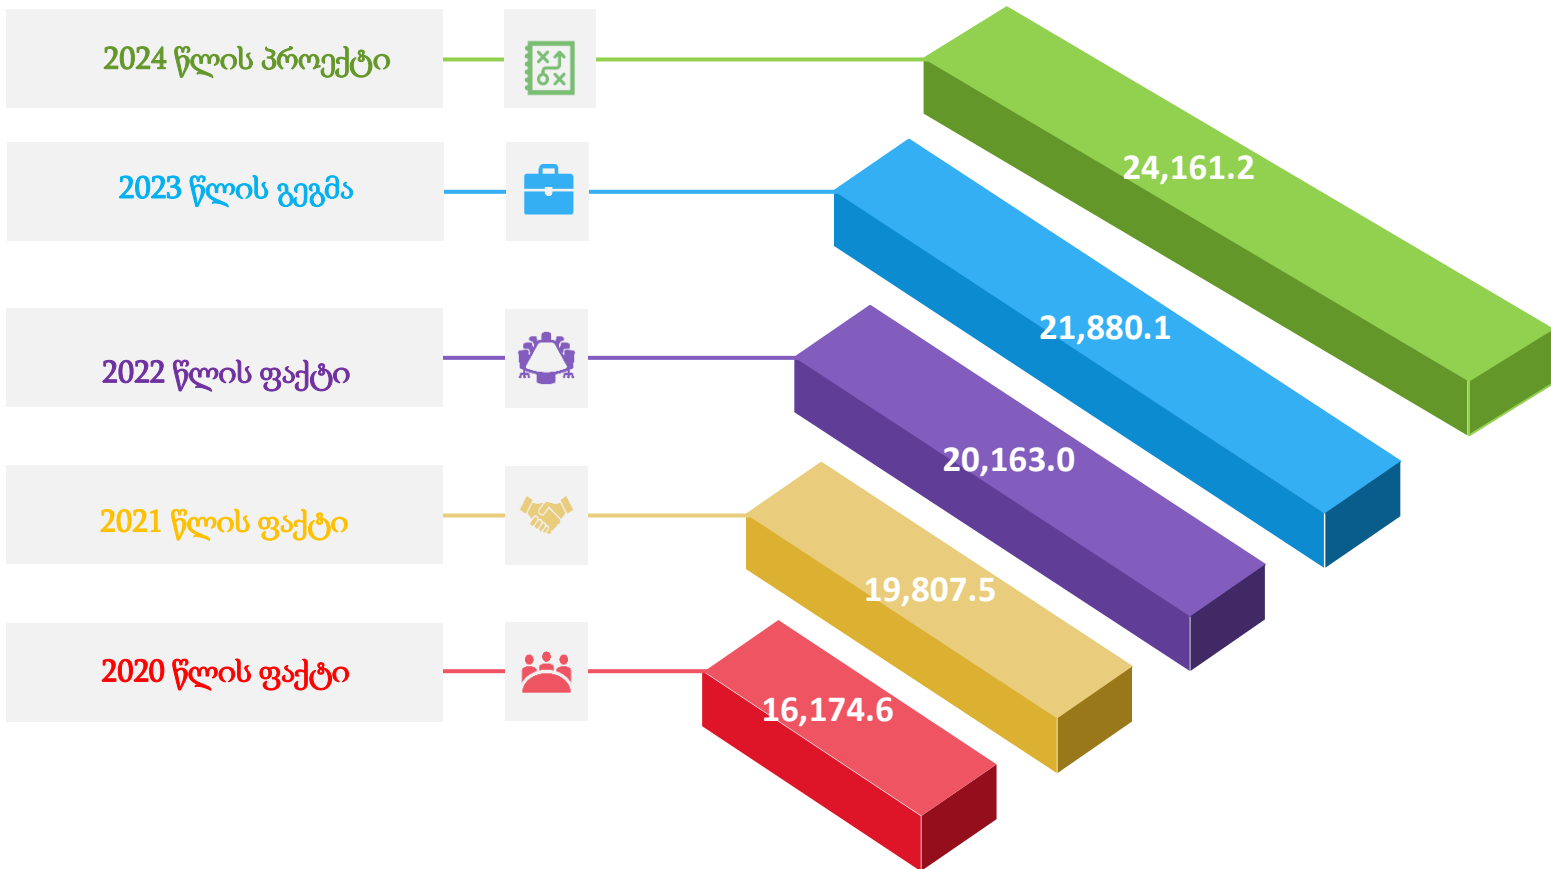 2024 წლის პროექტი
24,161.2
2023 წლის გეგმა
21,880.1
2022 წლის ფაქტი
20,163.0
2021 წლის ფაქტი
19,807.5
2020 წლის ფაქტი
16,174.6